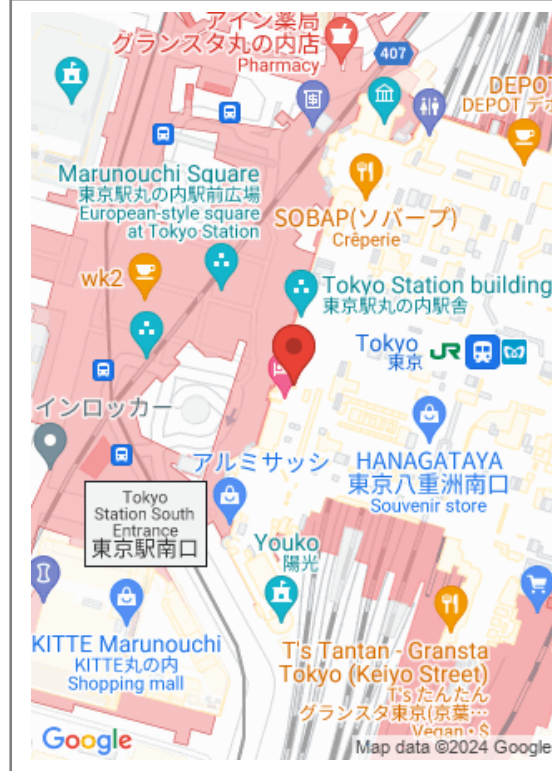 アイン薬局
グランスタ丸の内店
Pharmacy
407
DEPOT
DEPOT デポ
Marunouchi Square
東京駅丸の内駅前広場
European-style square
at Tokyo Station
SOBAP(ソバープ)
Crêperie
wk2
Tokyo Station building
東京駅丸の内駅舎
Tokyo
東京
JR
インロッカー
アルミサッシ
HANAGATAYA
東京八重洲南口
Souvenir store
Tokyo
Station South
Entrance
東京駅南口
Youko
陽光
KITTE Marunouchi
KITTE丸の内
Shopping mall
T's Tantan - Gransta
Tokyo (Keiyo Street)
T's たんたん
グランスタ東京(京葉…
Vegan・$
Google
Map data ©2024 Google